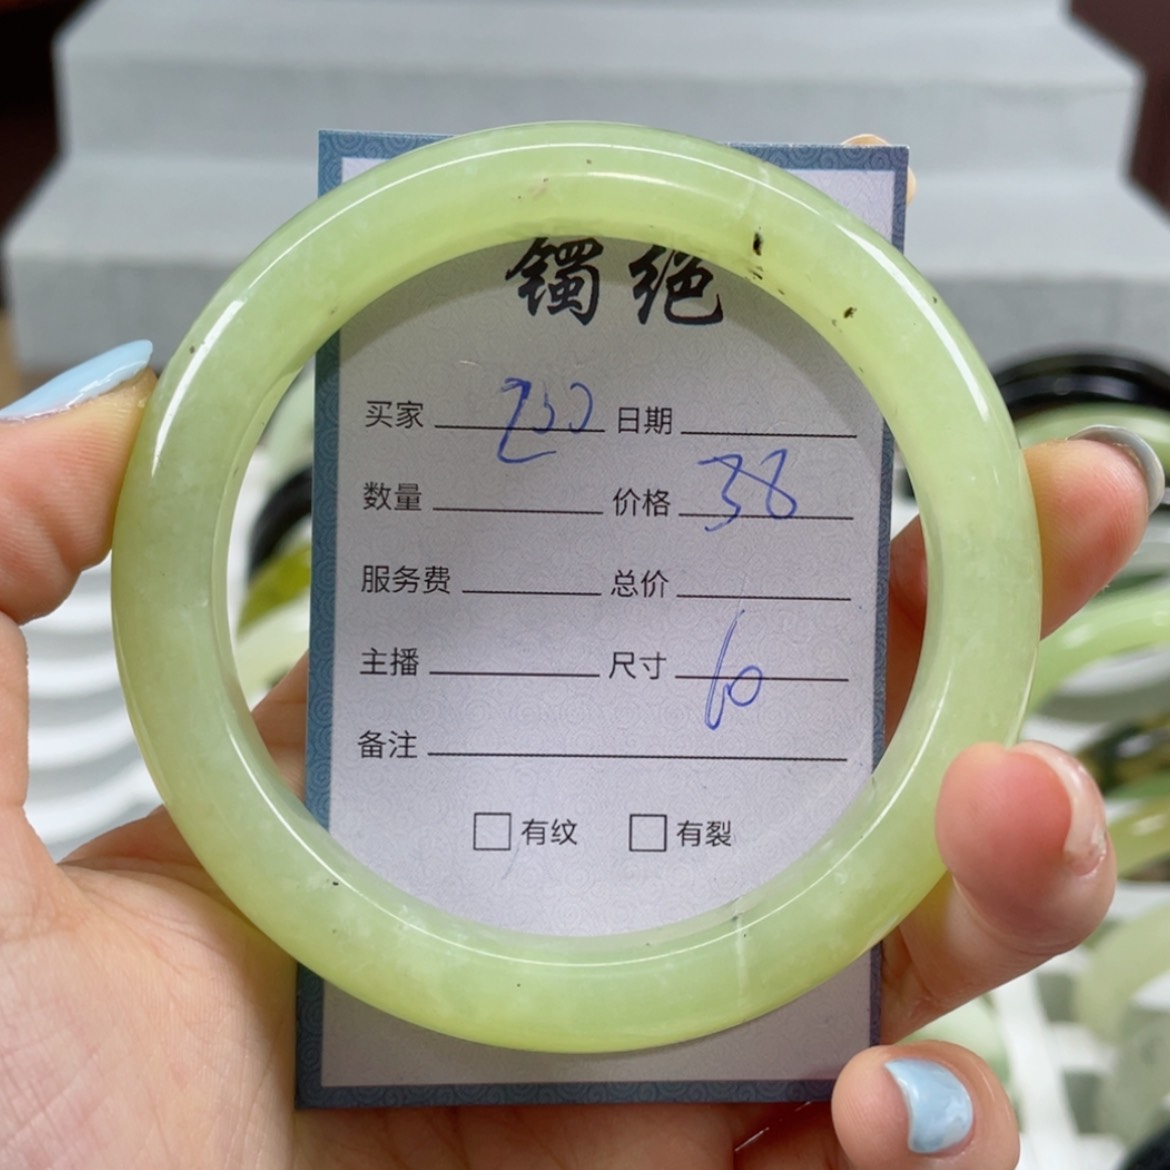 镯绝
买家 200 日期
数量 价格 38
服务费 总价
主播 尺寸 60
备注
□有纹 □有裂